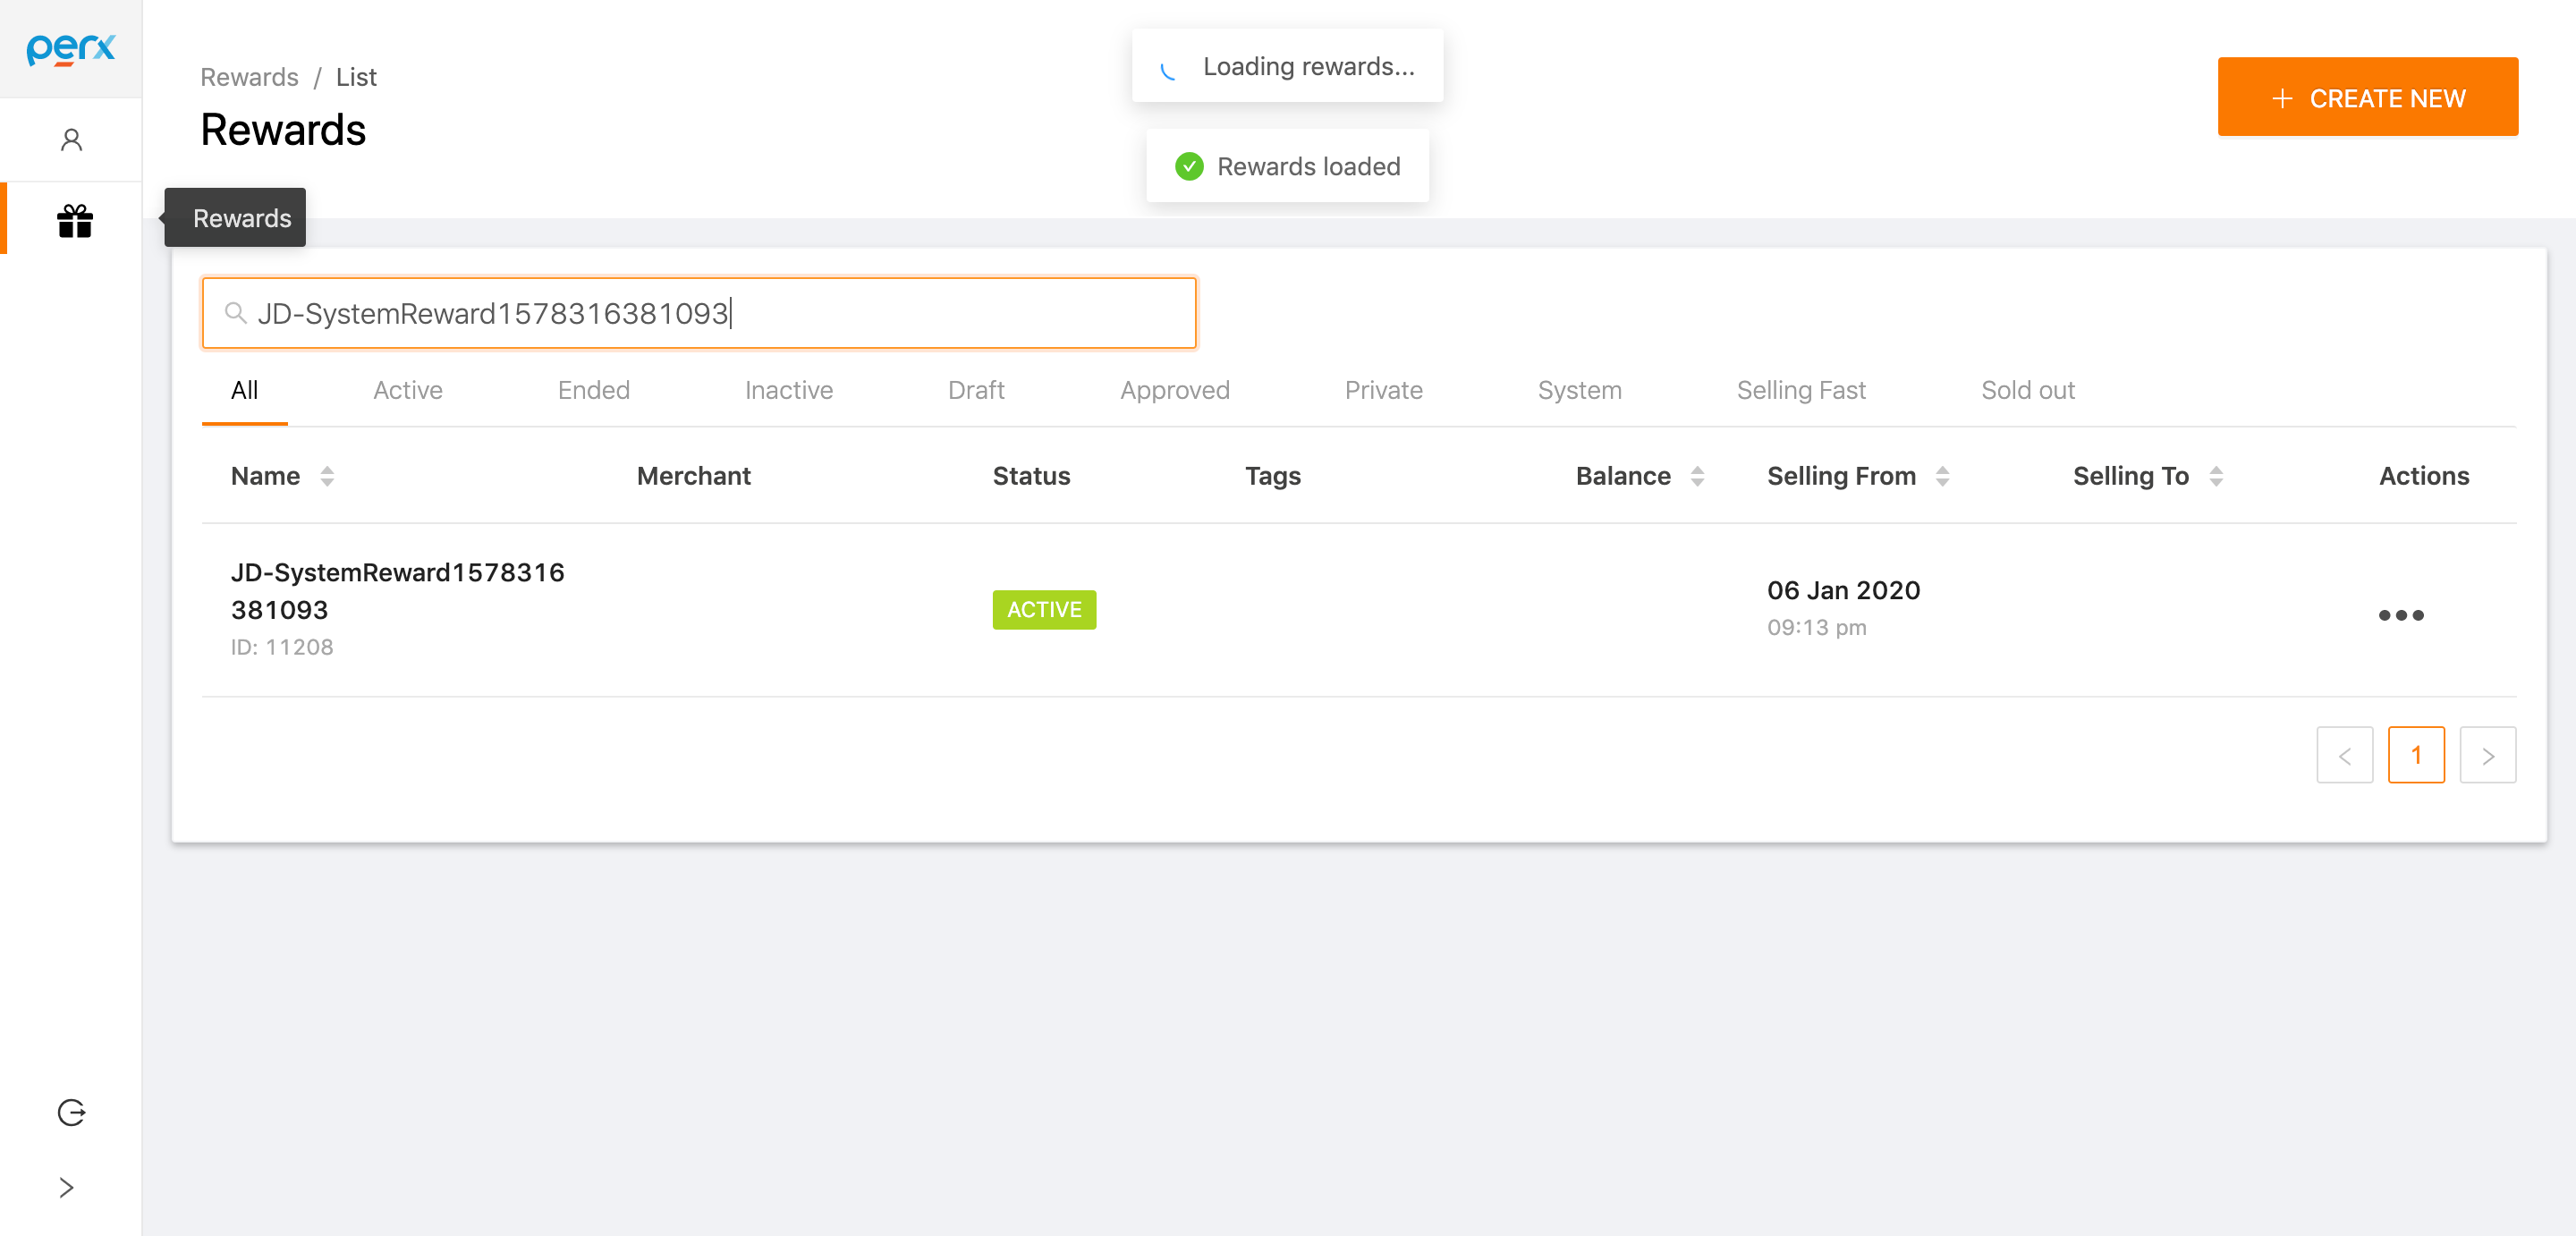 perx
Rewards / List
Rewards
Loading rewards...
Rewards loaded
+ CREATE NEW
Rewards
JD-SystemReward1578316381093
All Active Ended Inactive Draft Approved Private System Selling Fast Sold out
Name Merchant Status Tags Balance Selling From Selling To Actions
JD-SystemReward1578316
381093
ID: 11208
ACTIVE
06 Jan 2020
09:13 pm
•••
< 1 >